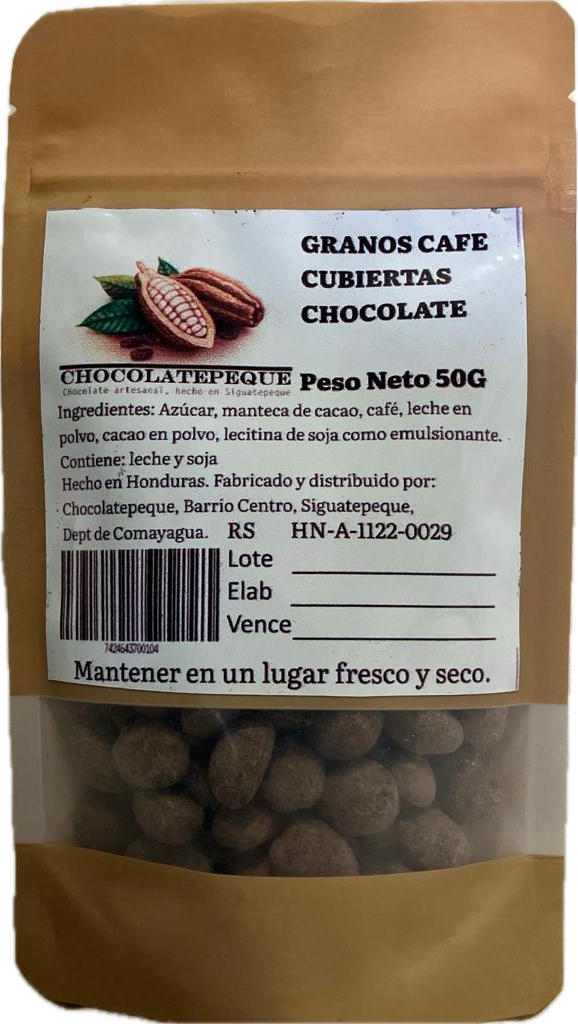 GRANOS CAFE
CUBIERTAS
CHOCOLATE
CHOCOLATEPEQUE
Chocolate artesanal, hecho en Siguatepeque
Peso Neto 50G
Ingredientes: Azúcar, manteca de cacao, café, leche en
polvo, cacao en polvo, lecitina de soja como emulsionante.
Contiene: leche y soja
Hecho en Honduras. Fabricado y distribuido por:
Chocolatepeque, Barrio Centro, Siguatepeque,
Dept de Comayagua. RS HN-A-1122-0029
Lote
Elab
Vence
7424643700104
Mantener en un lugar fresco y seco.